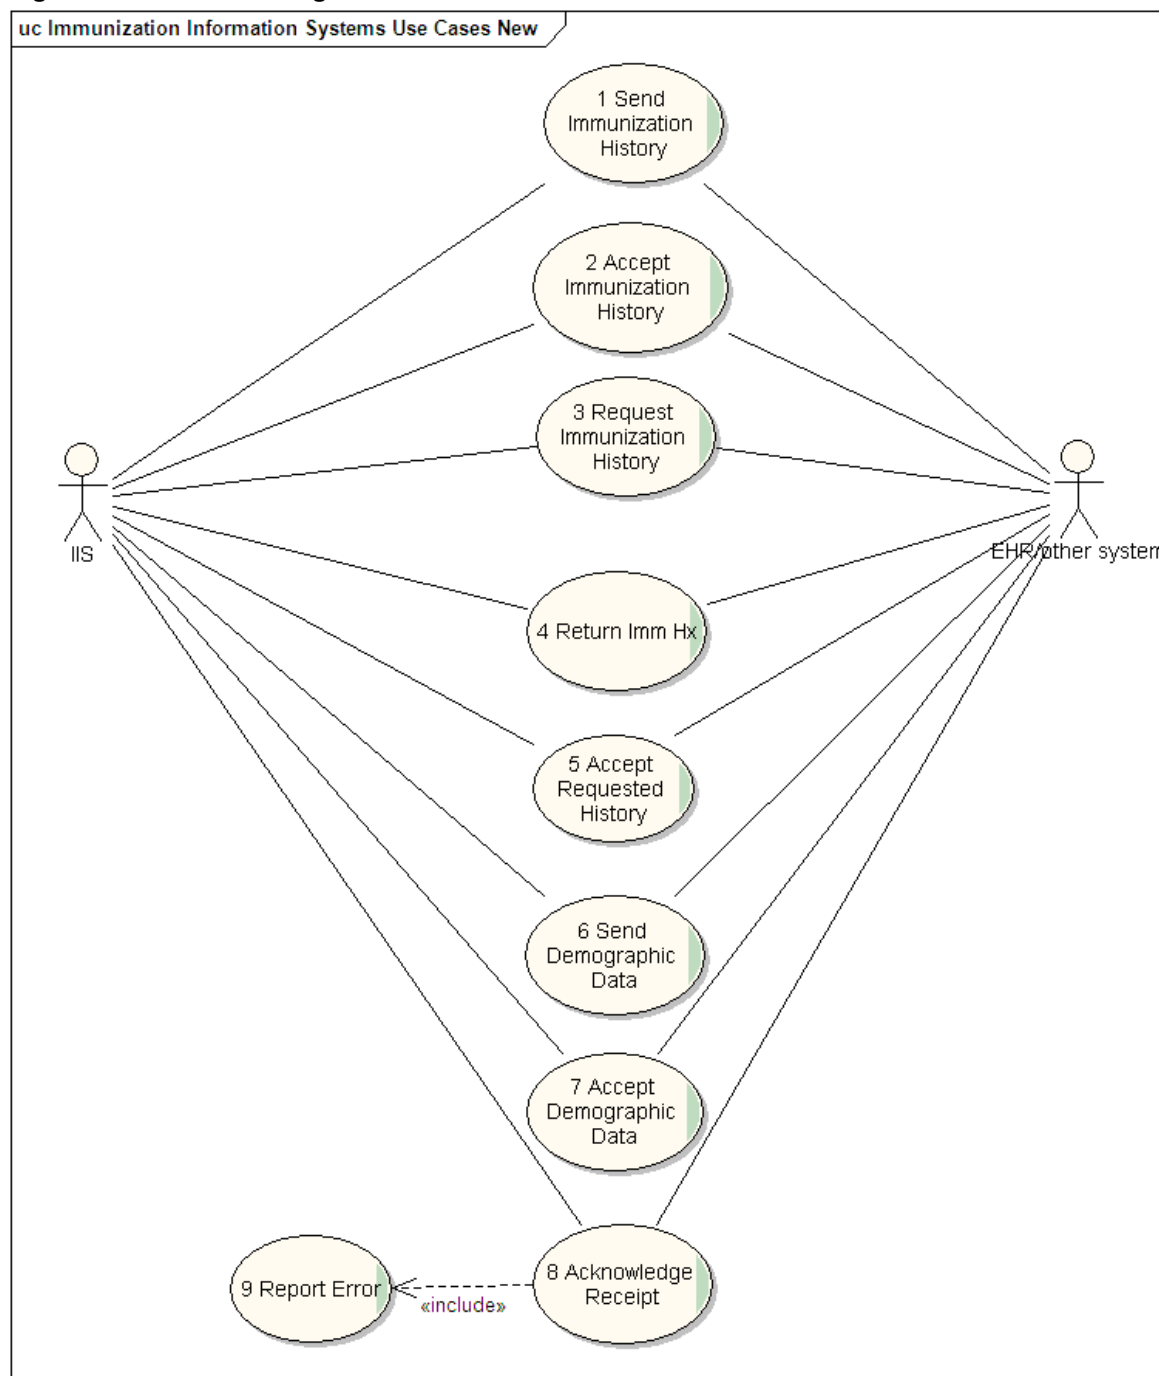 uc Immunization Information Systems Use Cases New
1 Send
Immunization
History
2 Accept
Immunization
History
3 Request
Immunization
History
IIS
EHR/other system
4 Return Imm Hx
5 Accept
Requested
History
6 Send
Demographic
Data
7 Accept
Demographic
Data
8 Acknowledge
Receipt
9 Report Error
«include»